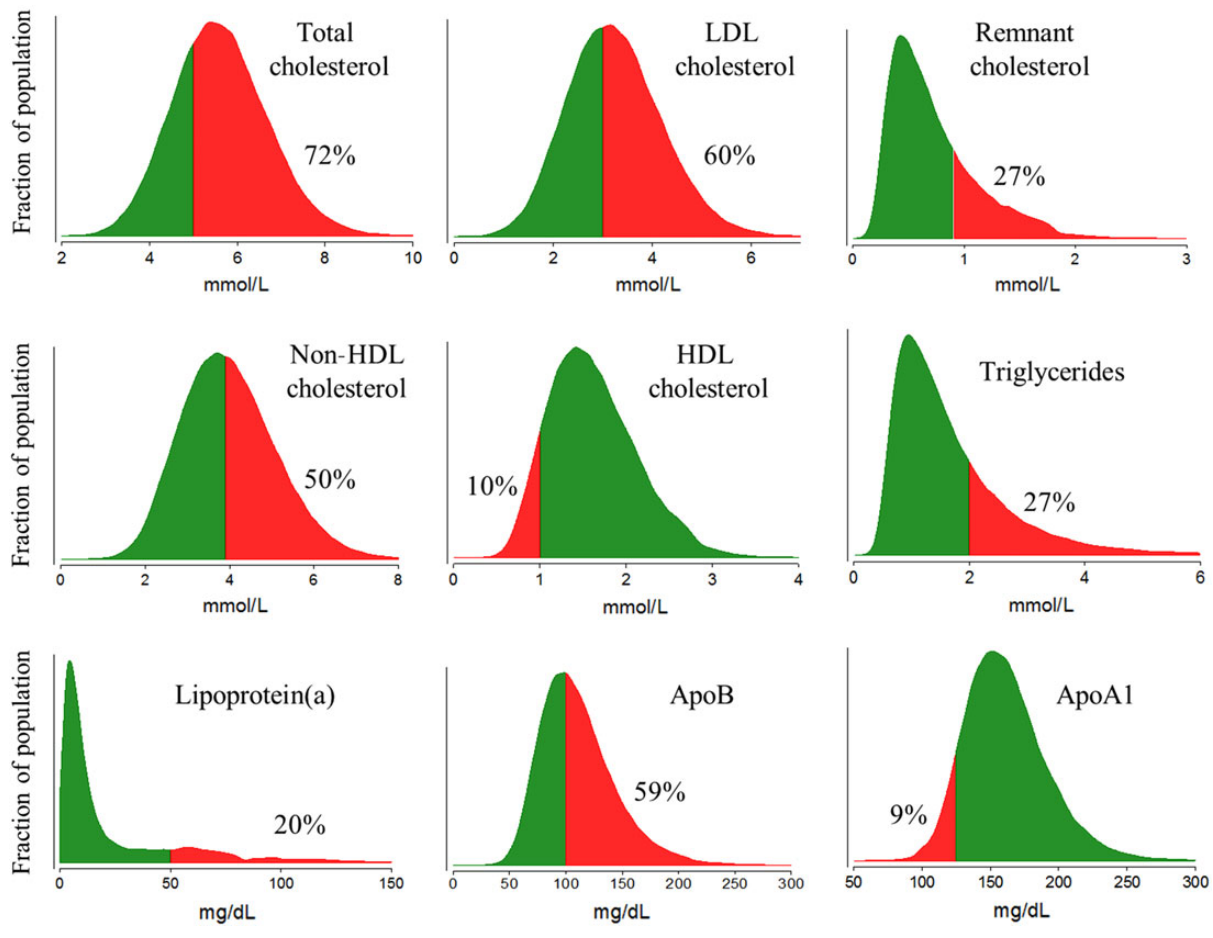 Fraction of population
Total
cholesterol
72%
2 4 6 8 10
mmol/L
LDL
cholesterol
60%
0 2 4 6
mmol/L
Remnant
cholesterol
27%
0 1 2 3
mmol/L
Fraction of population
Non-HDL
cholesterol
50%
0 2 4 6 8
mmol/L
HDL
cholesterol
10%
0 1 2 3 4
mmol/L
Triglycerides
27%
0 2 4 6
mmol/L
Fraction of population
Lipoprotein(a)
20%
0 50 100 150
mg/dL
ApoB
59%
0 50 100 150 200 250 300
mg/dL
ApoA1
9%
50 100 150 200 250 300
mg/dL